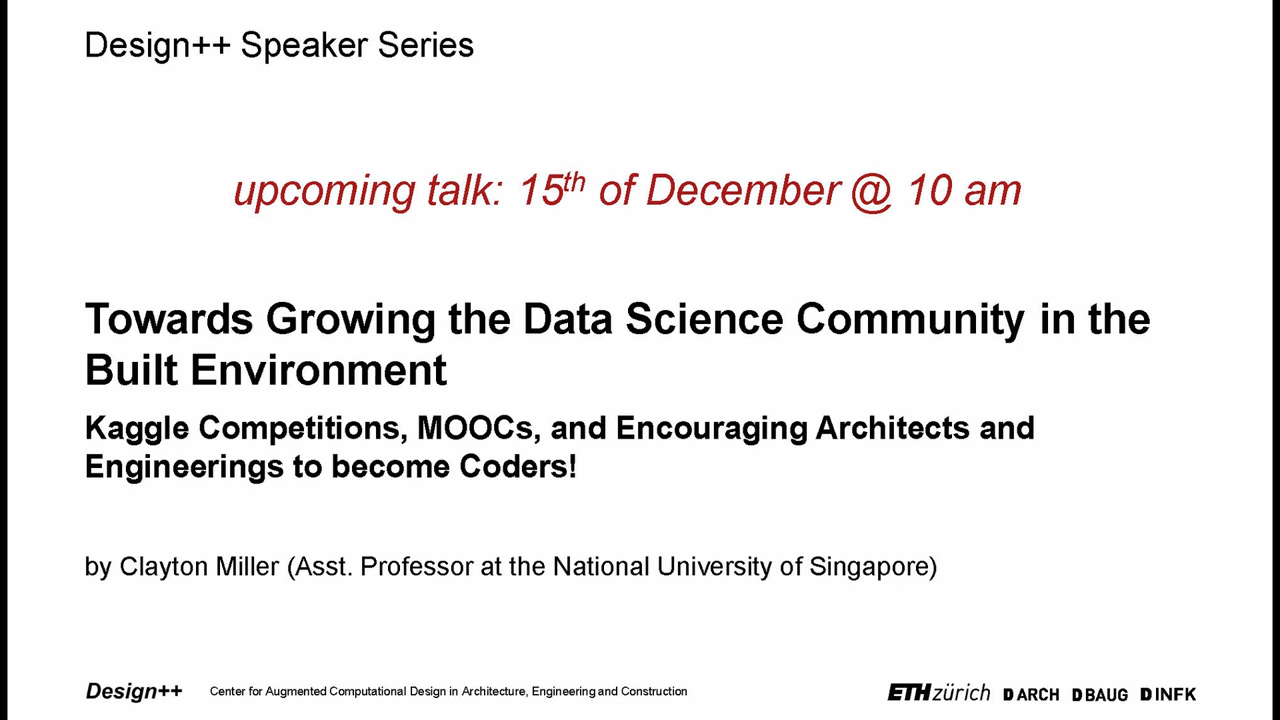 Design++ Speaker Series
upcoming talk: 15th of December @ 10 am
Towards Growing the Data Science Community in the
Built Environment
Kaggle Competitions, MOOCs, and Encouraging Architects and
Engineerings to become Coders!
by Clayton Miller (Asst. Professor at the National University of Singapore)
Design++ Center for Augmented Computational Design in Architecture, Engineering and Construction ETH zürich D ARCH D BAUG D INFK